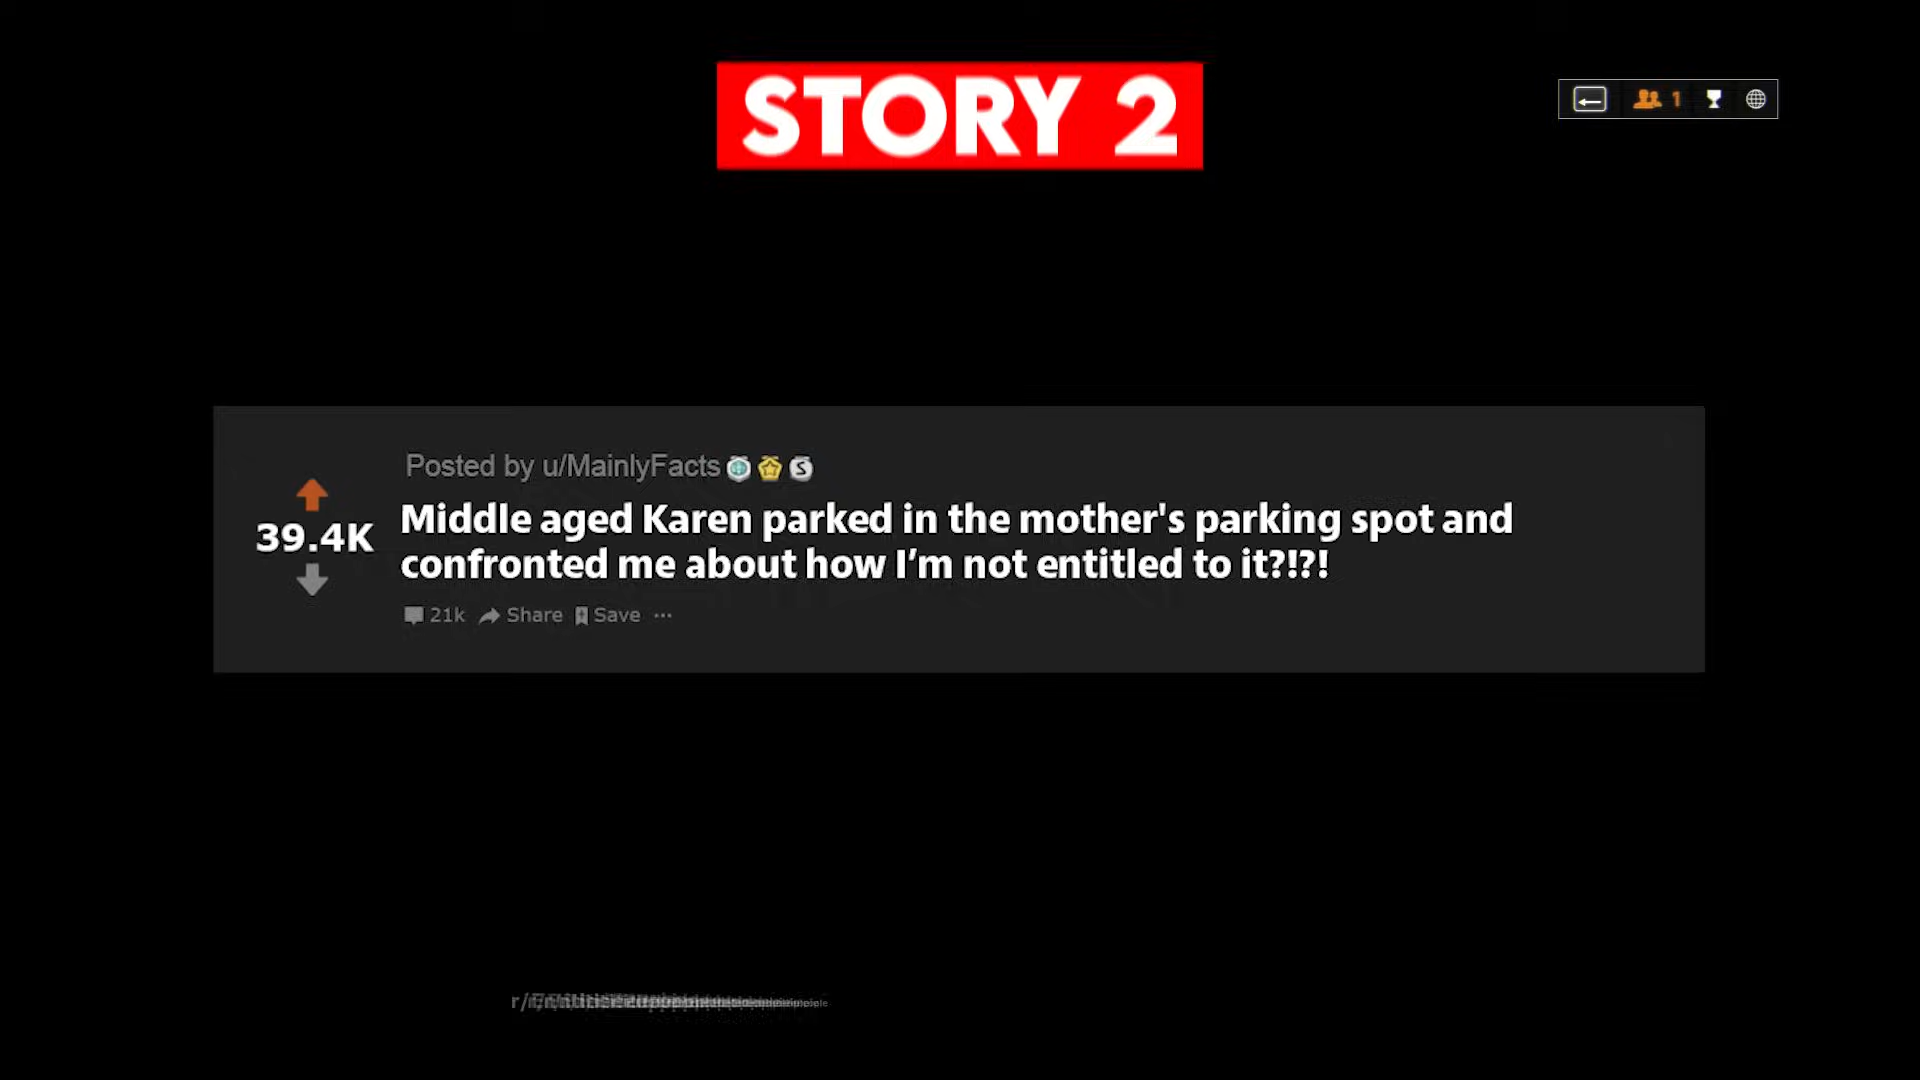 STORY 2
1
Posted by u/MainlyFacts
39.4K
Middle aged Karen parked in the mother's parking spot and
confronted me about how I’m not entitled to it?!?!
21k Share Save ···